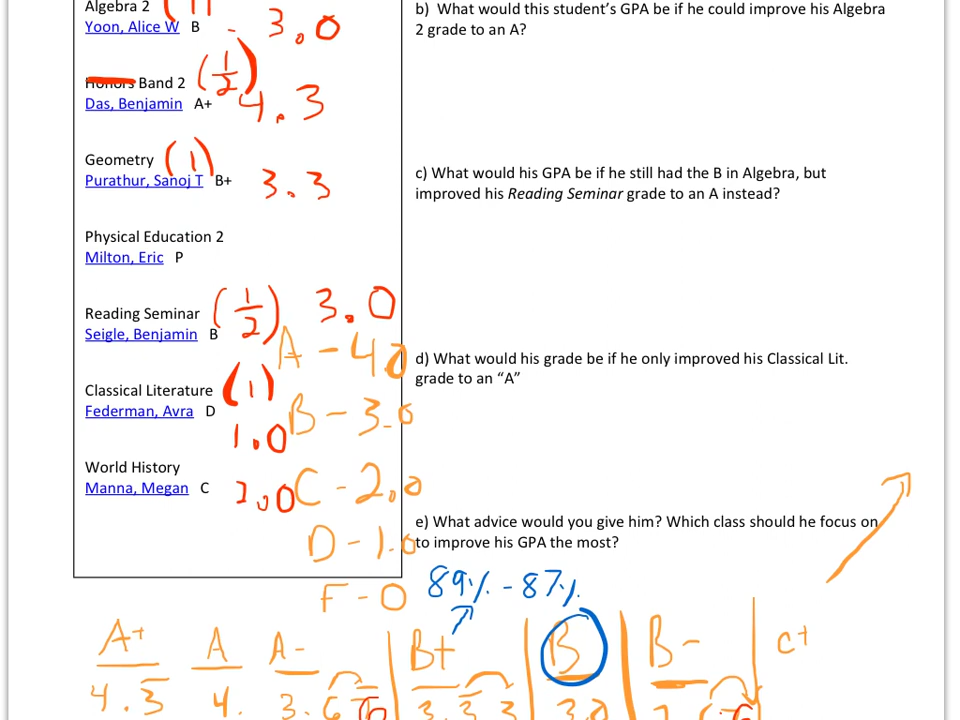 Algebra 2 (1)
Yoon, Alice W B - 3.0
Honors Band 2 (1/2)
Das, Benjamin A+ 4.3
Geometry (1)
Purathur, Sanoj T B+ 3.3
Physical Education 2
Milton, Eric P
Reading Seminar (1/2) 3.0
Seigle, Benjamin B
Classical Literature (1)
Federman, Avra D
1.0
World History
Manna, Megan C 2.0
A - 4.0
B - 3.0
C - 2.0
D - 1.0
F - 0
b) What would this student's GPA be if he could improve his Algebra
2 grade to an A?
c) What would his GPA be if he still had the B in Algebra, but
improved his Reading Seminar grade to an A instead?
d) What would his grade be if he only improved his Classical Lit.
grade to an “A”
e) What advice would you give him? Which class should he focus on
to improve his GPA the most?
89% - 87%
A+ A A- B+ B B- C+
4.3 4. 3. 3.3 3 3.0